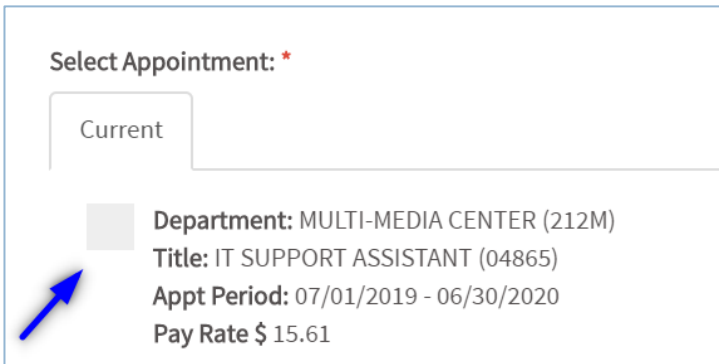 Select Appointment: *
Current
Department: MULTI-MEDIA CENTER (212M)
Title: IT SUPPORT ASSISTANT (04865)
Appt Period: 07/01/2019 - 06/30/2020
Pay Rate $ 15.61